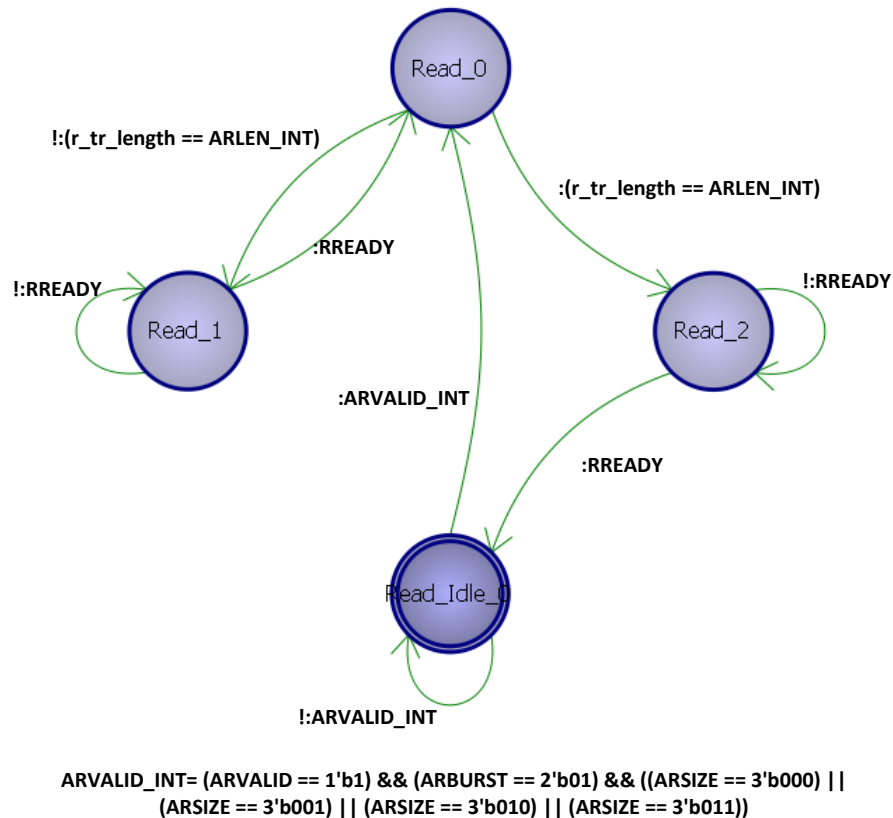 Read_0
!:(r_tr_length == ARLEN_INT)
:(r_tr_length == ARLEN_INT)
:RREADY
!:RREADY
!:RREADY
Read_1
Read_2
:ARVALID_INT
:RREADY
Read_Idle_0
!:ARVALID_INT
ARVALID_INT= (ARVALID == 1'b1) && (ARBURST == 2'b01) && ((ARSIZE == 3'b000) ||
(ARSIZE == 3'b001) || (ARSIZE == 3'b010) || (ARSIZE == 3'b011))